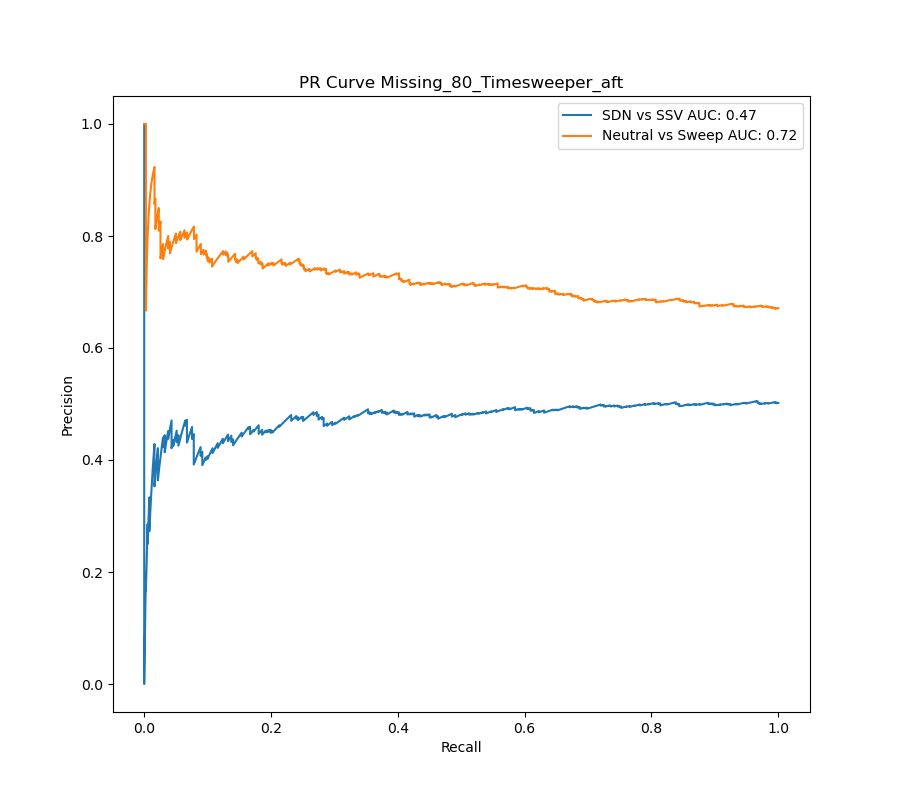 PR Curve Missing_80_Timesweeper_aft
SDN vs SSV AUC: 0.47
Neutral vs Sweep AUC: 0.72
1.0
0.8
0.6
0.4
0.2
0.0
Precision
0.0 0.2 0.4 0.6 0.8 1.0
Recall